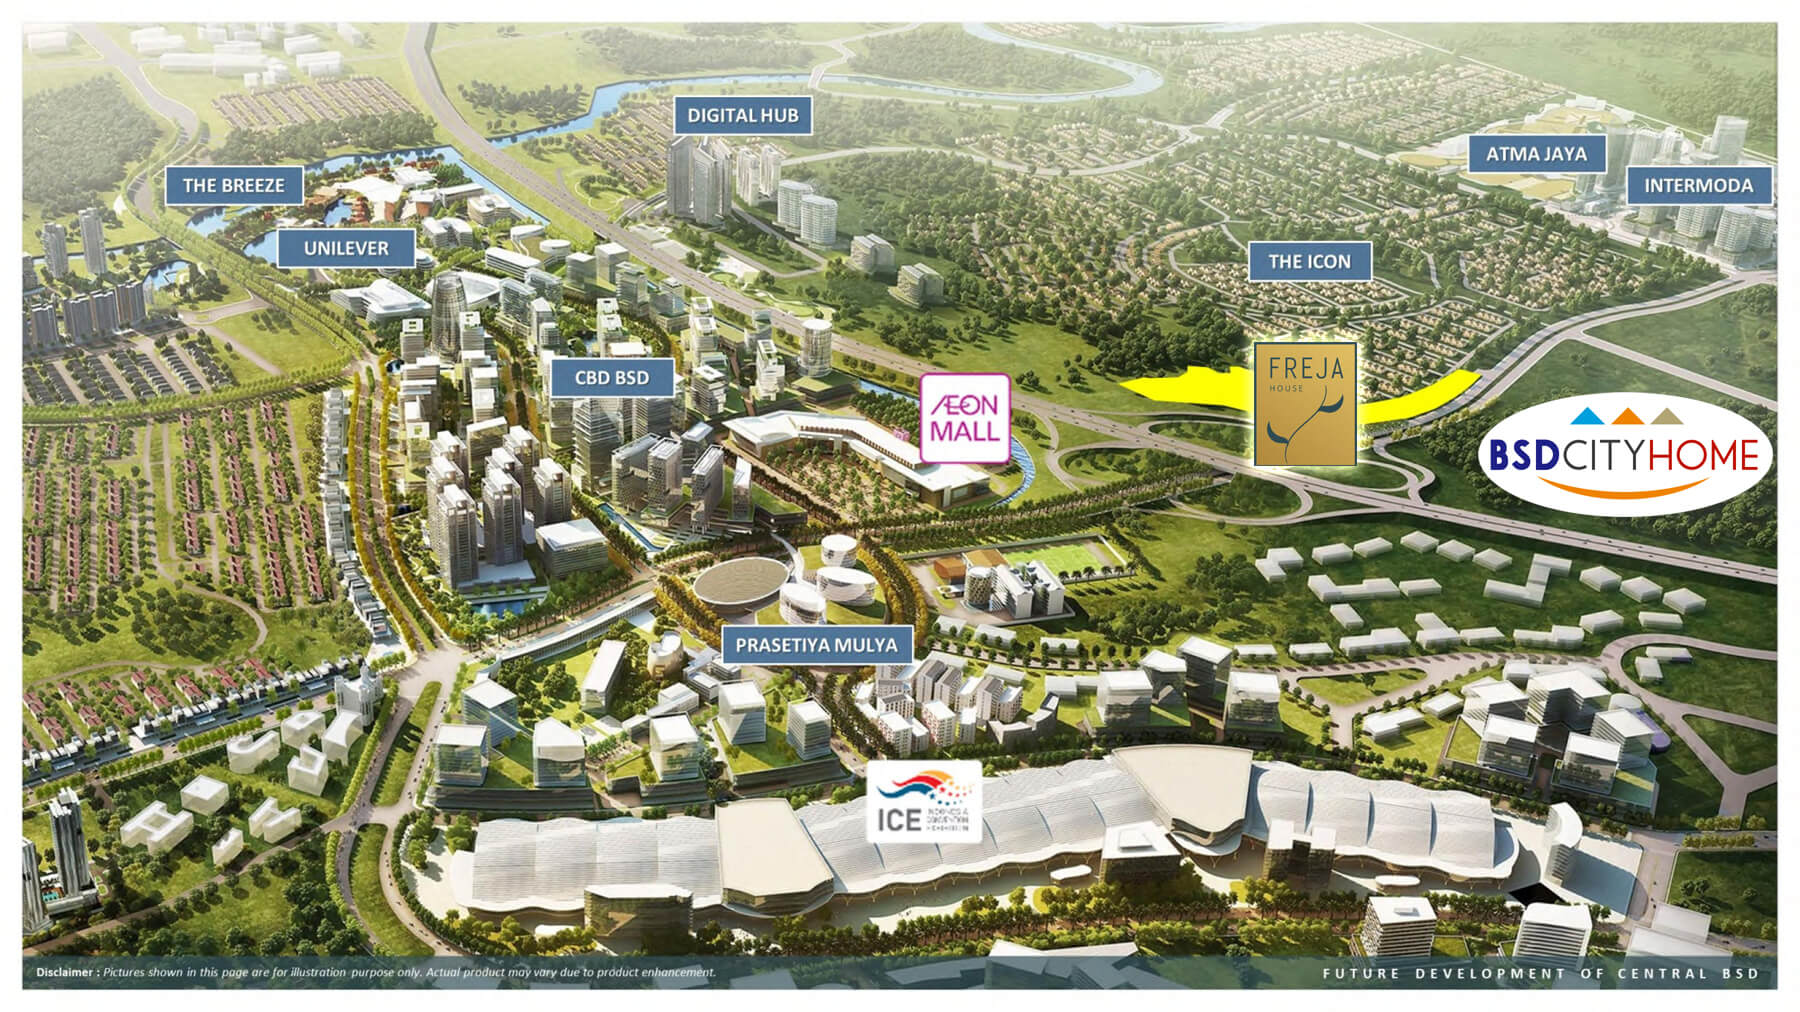 DIGITAL HUB
ATMA JAYA
THE BREEZE
INTERMODA
UNILEVER
THE ICON
CBD BSD
FREJA
HOUSE
ÆON
MALL
BSDCITYHOME
PRASETIYA MULYA
ICE
Disclaimer : Pictures shown in this page are for illustration purpose only. Actual product may vary due to product enhancement.
FUTURE DEVELOPMENT OF CENTRAL BSD